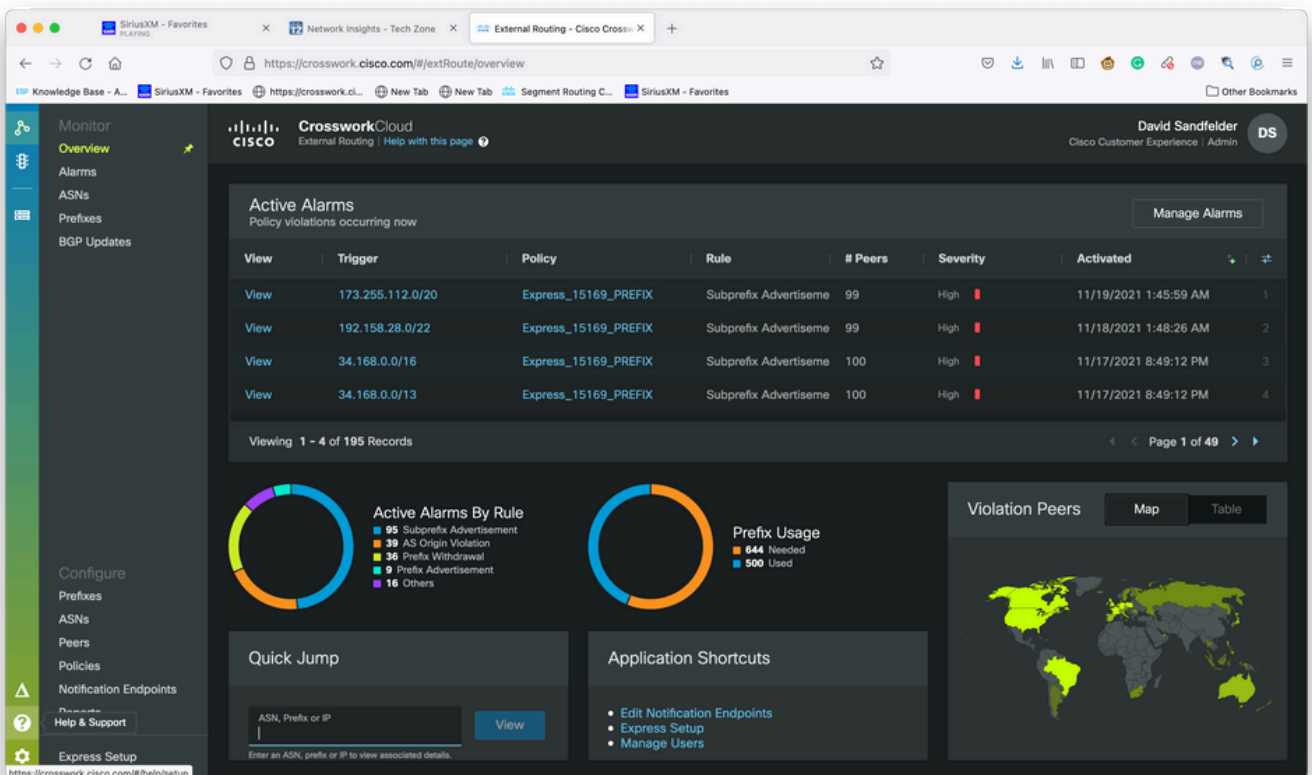 SiriusXM - Favorites
PLAYING
Network Insights - Tech Zone
External Routing - Cisco Crossw
https://crosswork.cisco.com/#/extRoute/overview
Knowledge Base - A... SiriusXM - Favorites https://crosswork.ci... New Tab New Tab Segment Routing C... SiriusXM - Favorites Other Bookmarks
Monitor
Overview
Alarms
ASNs
Prefixes
BGP Updates
Configure
Prefixes
ASNs
Peers
Policies
Notification Endpoints
Help & Support
Express Setup
https://crosswork.cisco.com/#/help/setup
CISCO
CrossworkCloud
External Routing | Help with this page
David Sandfelder
Cisco Customer Experience | Admin
DS
Active Alarms
Policy violations occurring now
Manage Alarms
View Trigger Policy Rule # Peers Severity Activated
View 173.255.112.0/20 Express_15169_PREFIX Subprefix Advertiseme 99 High 11/19/2021 1:45:59 AM 1
View 192.158.28.0/22 Express_15169_PREFIX Subprefix Advertiseme 99 High 11/18/2021 1:48:26 AM 2
View 34.168.0.0/16 Express_15169_PREFIX Subprefix Advertiseme 100 High 11/17/2021 8:49:12 PM 3
View 34.168.0.0/13 Express_15169_PREFIX Subprefix Advertiseme 100 High 11/17/2021 8:49:12 PM 4
Viewing 1 - 4 of 195 Records
Page 1 of 49
Active Alarms By Rule
95 Subprefix Advertisement
39 AS Origin Violation
36 Prefix Withdrawal
9 Prefix Advertisement
16 Others
Prefix Usage
644 Needed
500 Used
Violation Peers
Map
Table
Quick Jump
ASN, Prefix or IP
View
Enter an ASN, prefix or IP to view associated details.
Application Shortcuts
Edit Notification Endpoints
Express Setup
Manage Users